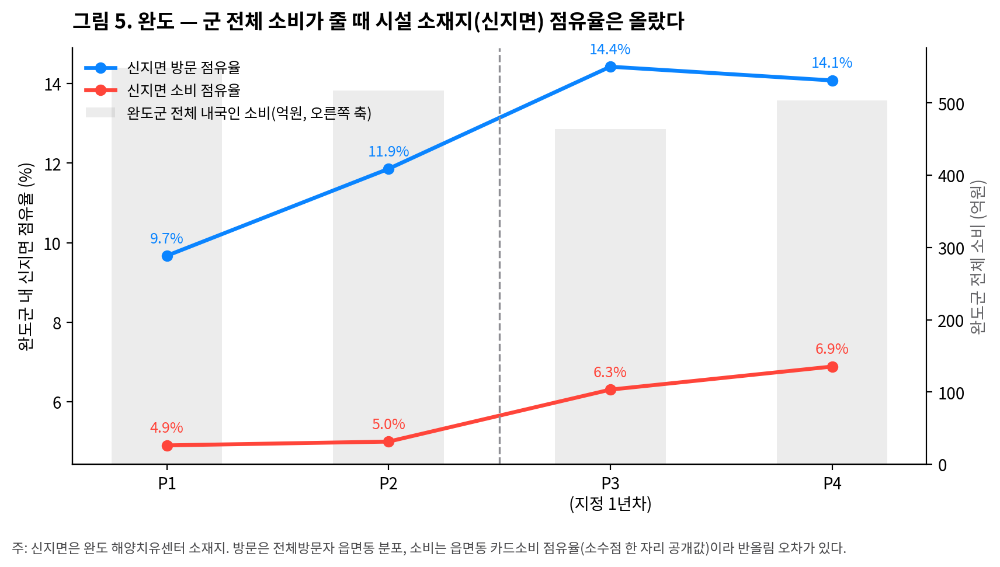 그림 5. 완도 — 군 전체 소비가 줄 때 시설 소재지(신지면) 점유율은 올랐다
신지면 방문 점유율
신지면 소비 점유율
완도군 전체 내국인 소비(억원, 오른쪽 축)
완도군 내 신지면 점유율 (%)
14
12
10
8
6
9.7%
11.9%
14.4%
14.1%
4.9%
5.0%
6.3%
6.9%
500
400
300
200
100
0
완도군 전체 소비 (억원)
P1
P2
P3
(지정 1년차)
P4
주: 신지면은 완도 해양치유센터 소재지. 방문은 전체방문자 읍면동 분포, 소비는 읍면동 카드소비 점유율(소수점 한 자리 공개값)이라 반올림 오차가 있다.